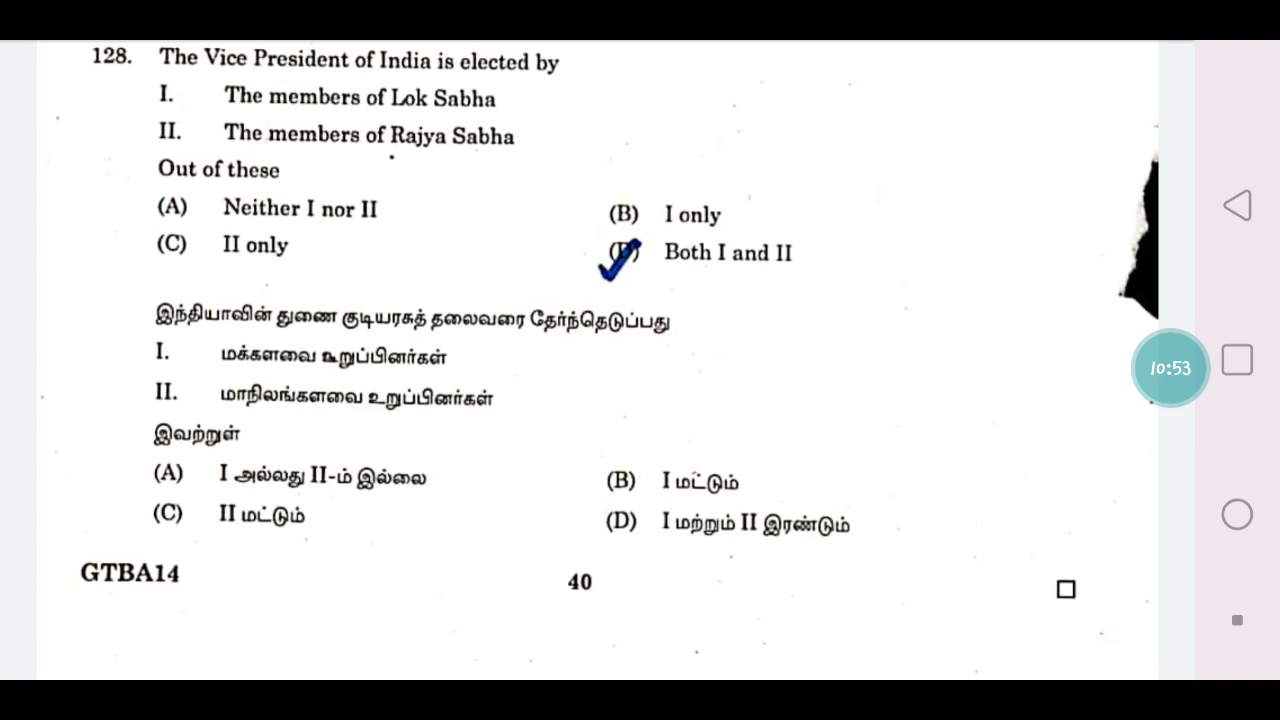 128. The Vice President of India is elected by
I. The members of Lok Sabha
II. The members of Rajya Sabha
Out of these
(A) Neither I nor II (B) I only
(C) II only (D) Both I and II
இந்தியாவின் துணை குடியரசுத் தலைவரை தேர்ந்தெடுப்பது
I. மக்களவை உறுப்பினர்கள்
II. மாநிலங்களவை உறுப்பினர்கள்
இவற்றுள்
(A) I அல்லது II-ம் இல்லை (B) I மட்டும்
(C) II மட்டும் (D) I மற்றும் II இரண்டும்
GTBA14 40
10:53